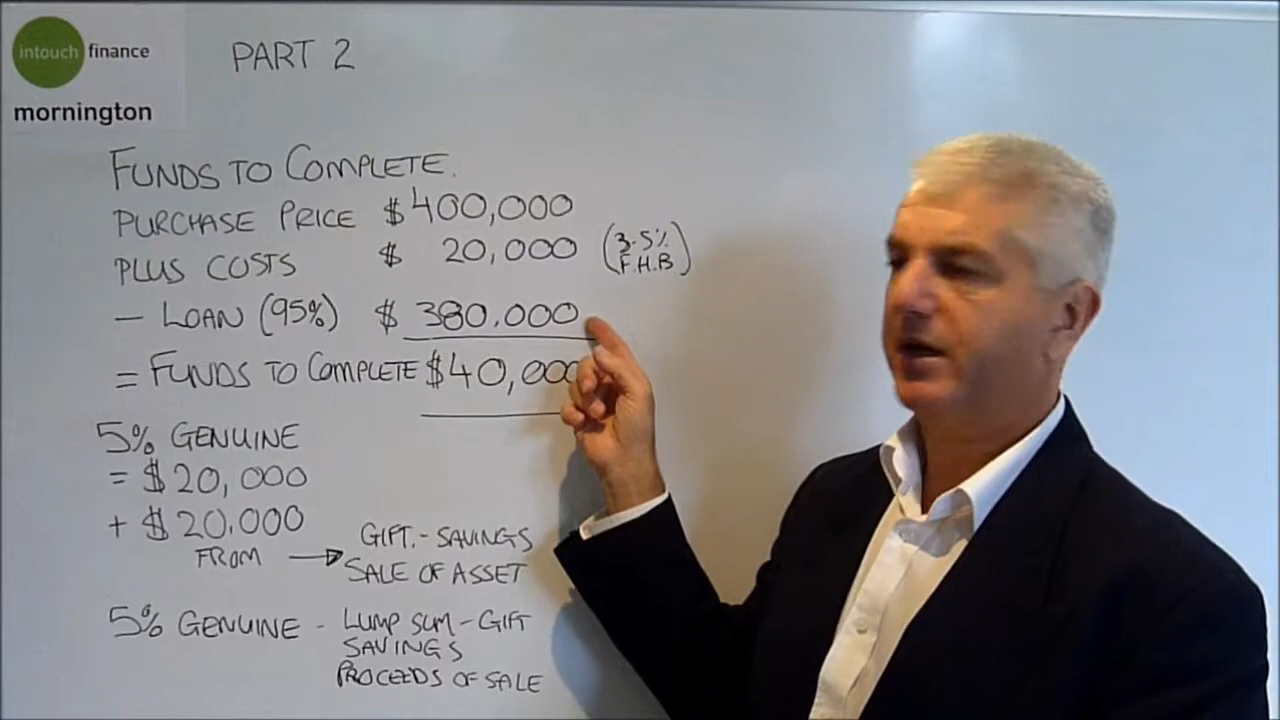 intouch finance
mornington
PART 2
FUNDS TO COMPLETE.
PURCHASE PRICE $400,000
PLUS COSTS $ 20,000 (3.5% F.H.B)
- LOAN (95%) $ 380,000
= FUNDS TO COMPLETE $40,000
5% GENUINE
= $20,000
+ $20.000
FROM → GIFT. - SAVINGS
SALE OF ASSET
5% GENUINE - LUMP SUM - GIFT
SAVINGS
PROCEEDS OF SALE